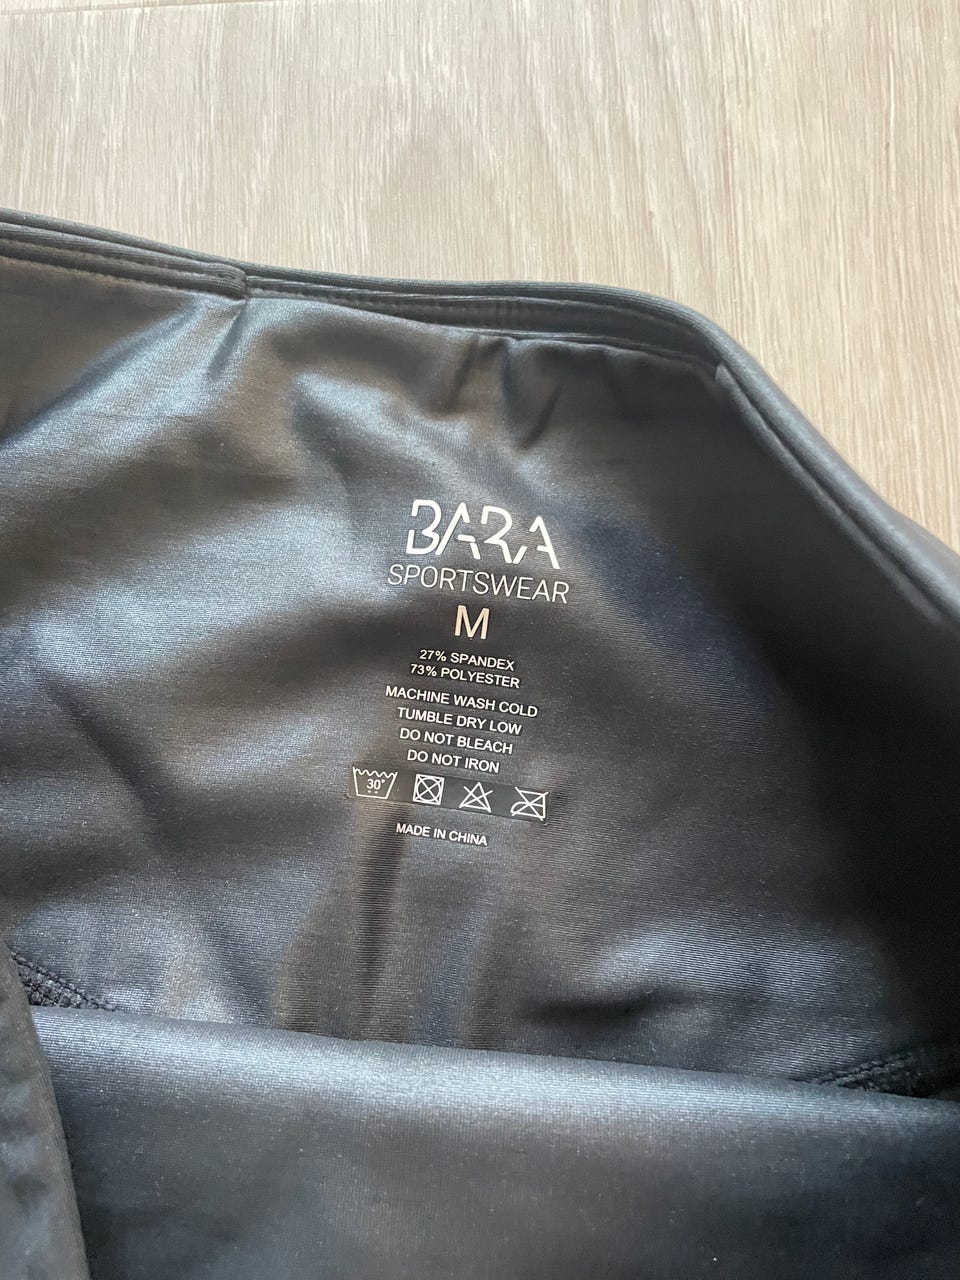 BARA
SPORTSWEAR
M
27% SPANDEX
73% POLYESTER
MACHINE WASH COLD
TUMBLE DRY LOW
DO NOT BLEACH
DO NOT IRON
30°
MADE IN CHINA